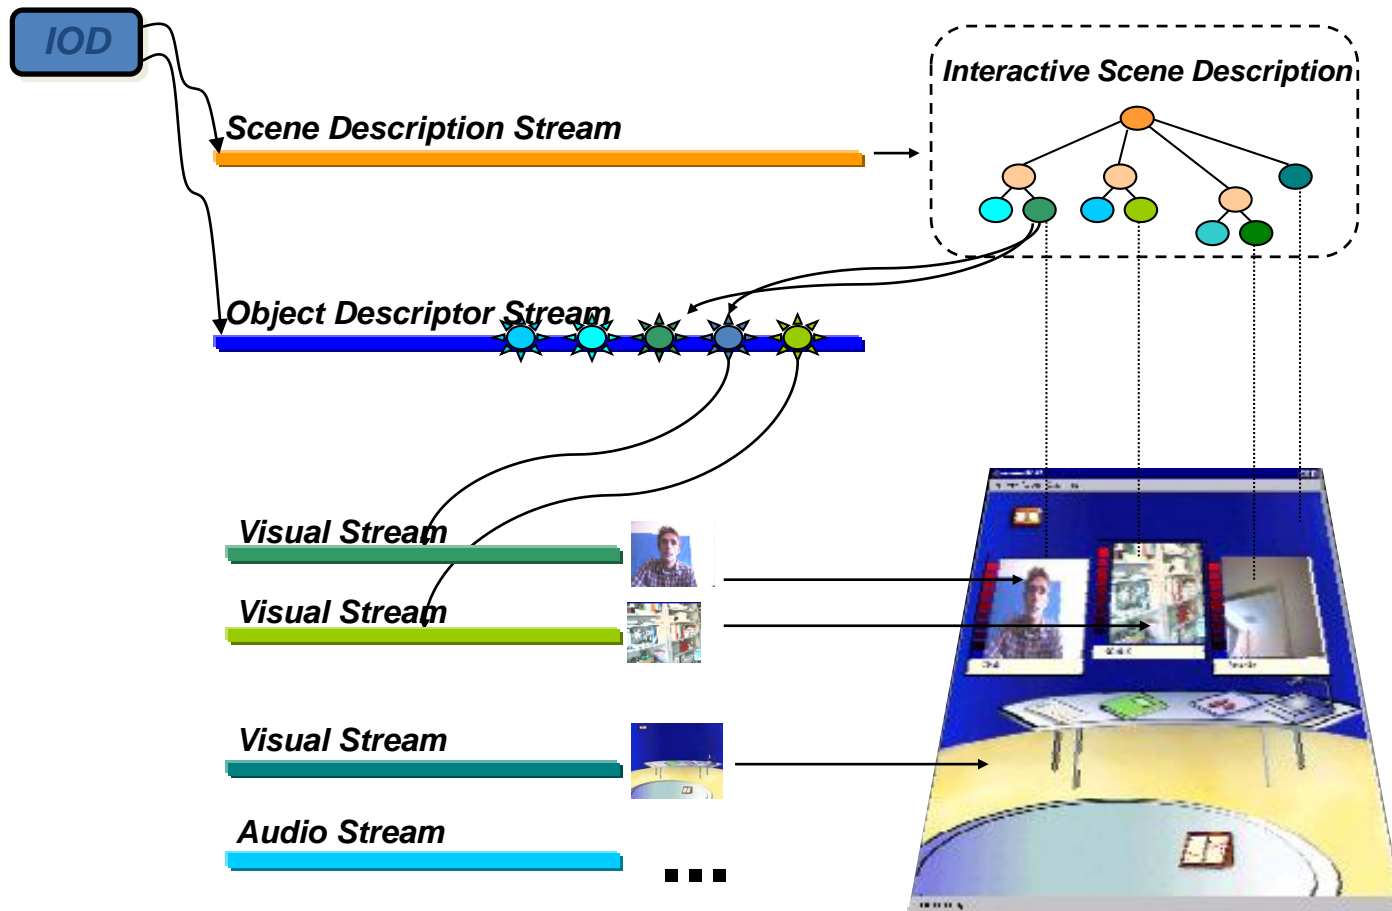 IOD
Interactive Scene Description
Scene Description Stream
Object Descriptor Stream
Visual Stream
Visual Stream
Visual Stream
Audio Stream
...